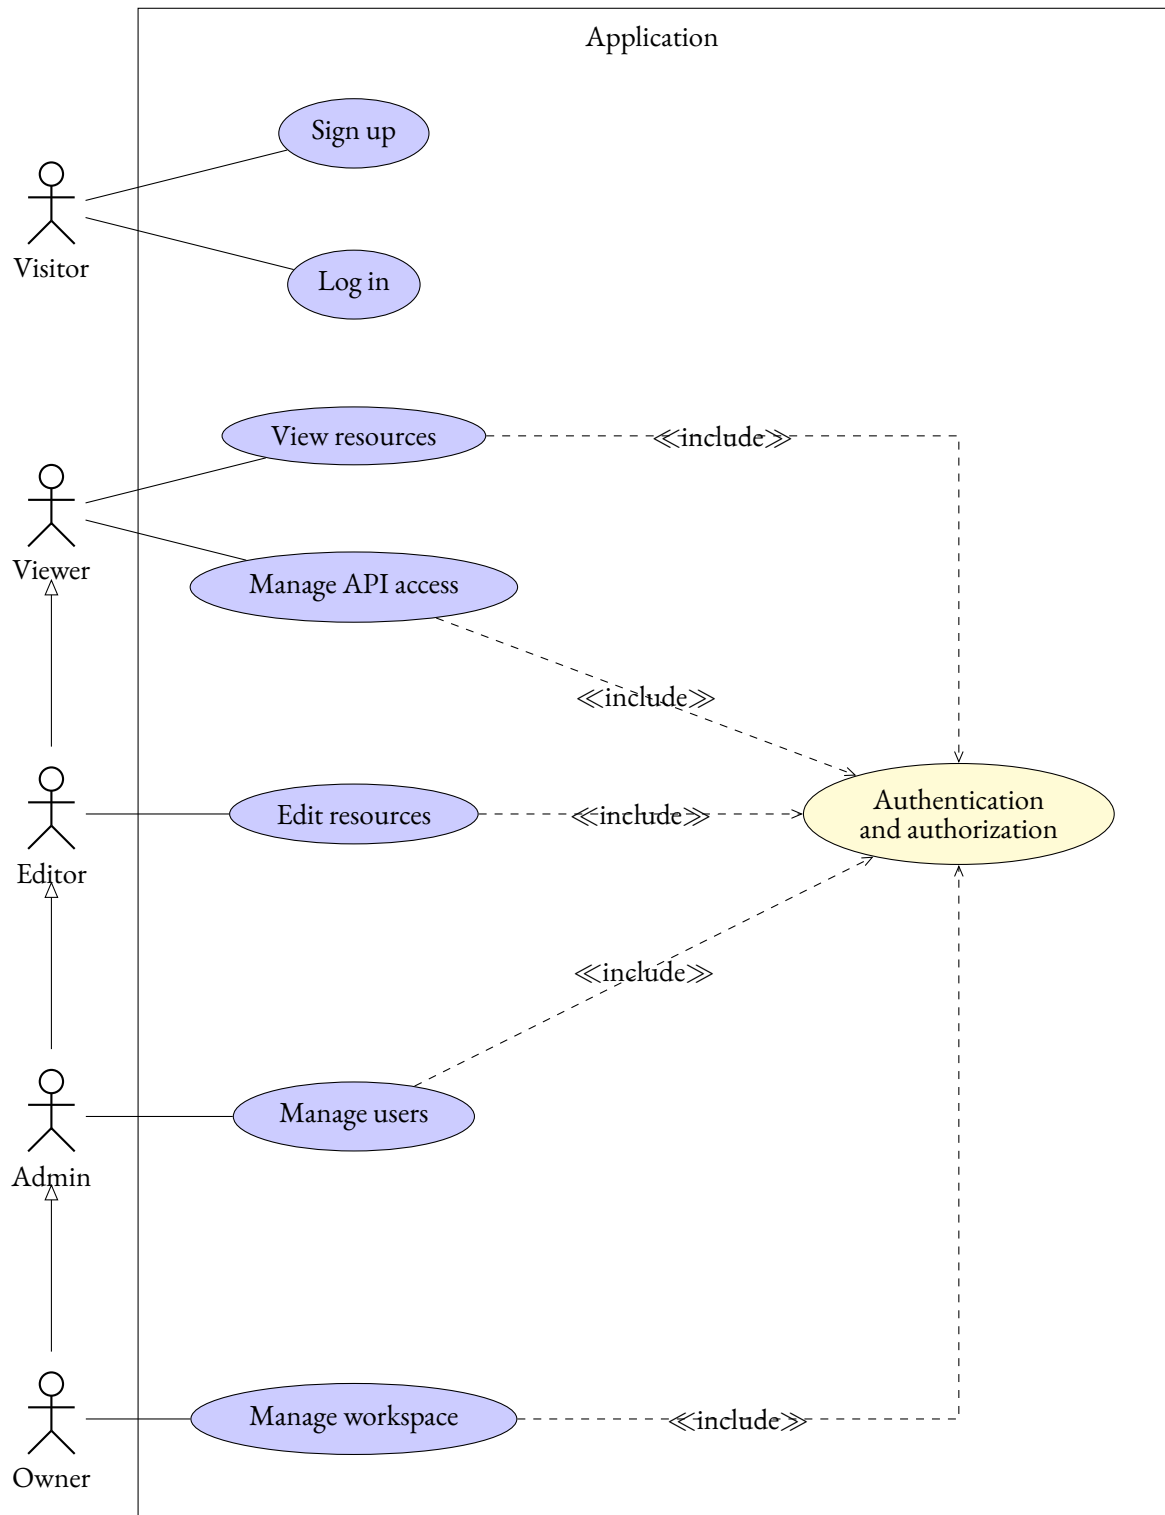 Application
Sign up
Visitor
Log in
View resources
≪include≫
Viewer
Manage API access
≪include≫
Edit resources
≪include≫
Authentication
and authorization
Editor
≪include≫
Manage users
Admin
Manage workspace
≪include≫
Owner